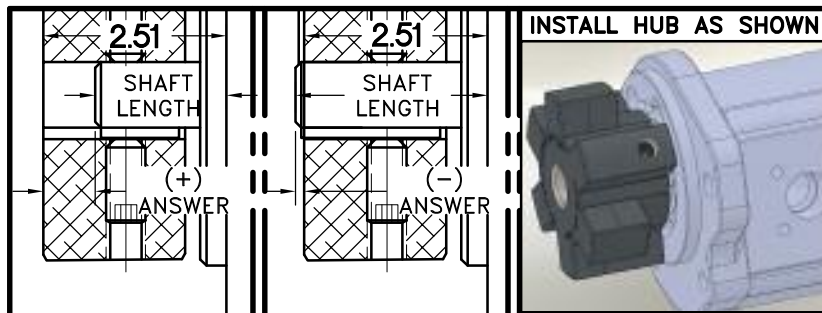 2.51
SHAFT
LENGTH
(+)
ANSWER
2.51
SHAFT
LENGTH
(-)
ANSWER
INSTALL HUB AS SHOWN